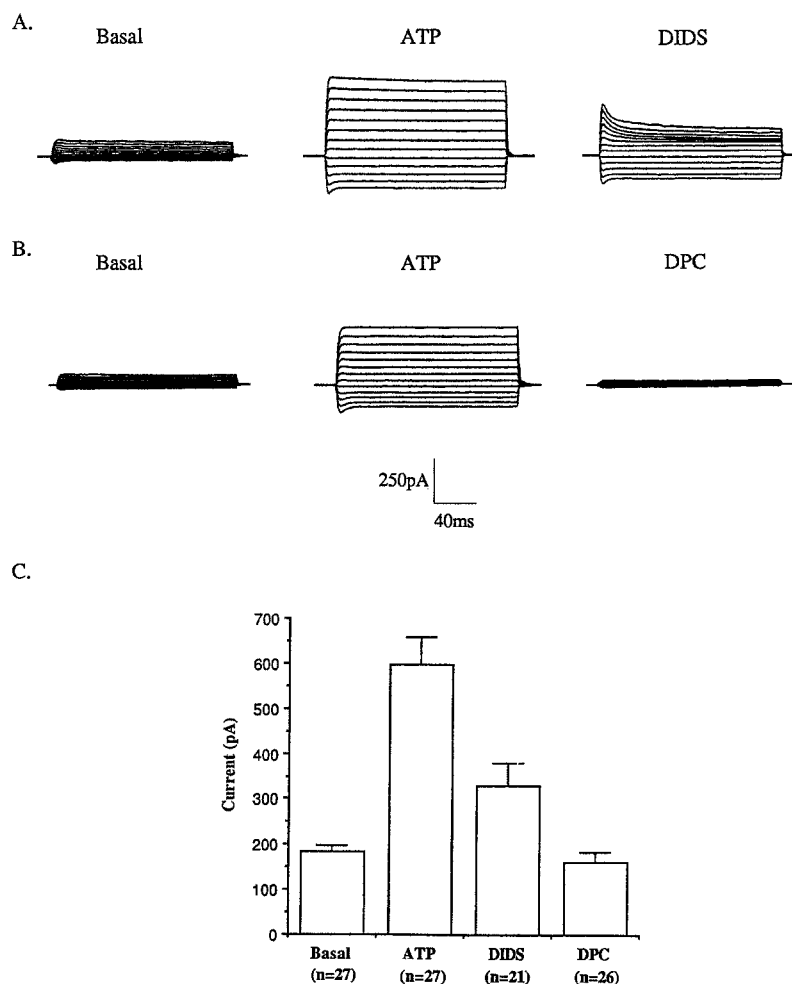 A.
Basal ATP DIDS
B.
Basal ATP DPC
250pA
40ms
C.
700
600
500
400
300
200
100
0
Current (pA)
Basal ATP DIDS DPC
(n=27) (n=27) (n=21) (n=26)